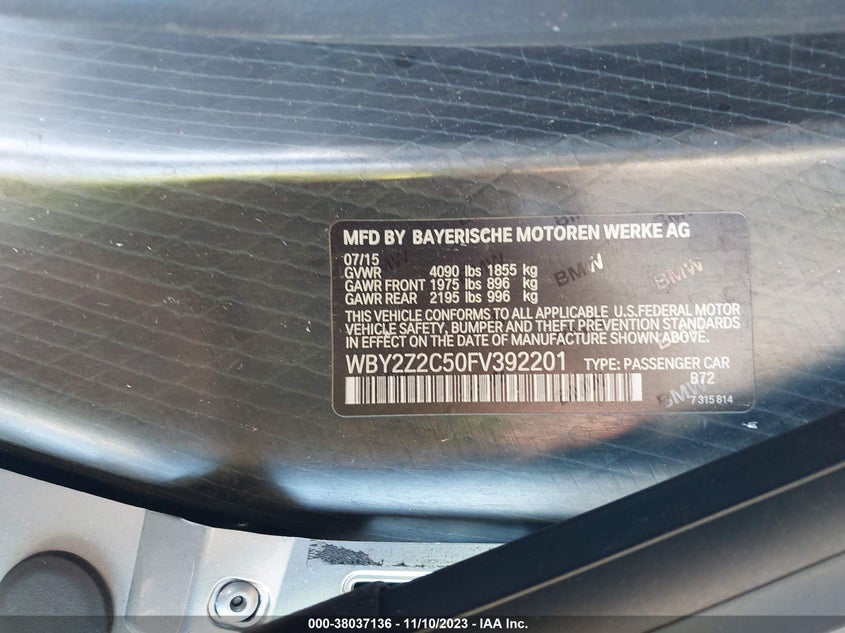 MFD BY BAYERISCHE MOTOREN WERKE AG
07/15
GVWR 4090 lbs 1855 kg
GAWR FRONT 1975 lbs 896 kg
GAWR REAR 2195 lbs 996 kg
THIS VEHICLE CONFORMS TO ALL APPLICABLE U.S.FEDERAL MOTOR
VEHICLE SAFETY, BUMPER AND THEFT PREVENTION STANDARDS
IN EFFECT ON THE DATE OF MANUFACTURE SHOWN ABOVE.
WBY2Z2C50FV392201 TYPE: PASSENGER CAR
B72
7 315 814
BMW
BMW
BMW
000-38037136 - 11/10/2023 - IAA Inc.